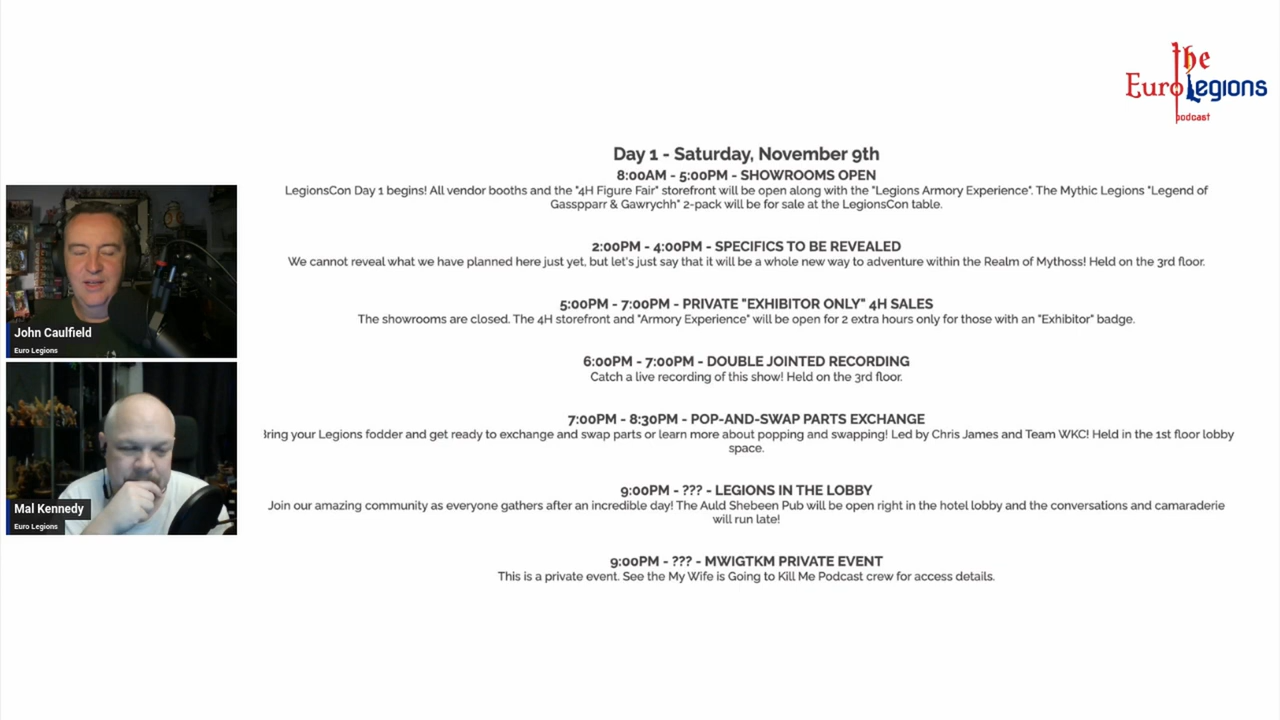 the
EuroLegions
podcast
Day 1 - Saturday, November 9th
8:00AM - 5:00PM - SHOWROOMS OPEN
LegionsCon Day 1 begins! All vendor booths and the "4H Figure Fair" storefront will be open along with the "Legions Armory Experience". The Mythic Legions "Legend of
Gassparr & Gawrychh" 2-pack will be for sale at the LegionsCon table.
2:00PM - 4:00PM - SPECIFICS TO BE REVEALED
We cannot reveal what we have planned here just yet, but let's just say that it will be a whole new way to adventure within the Realm of Mythoss! Held on the 3rd floor.
5:00PM - 7:00PM - PRIVATE "EXHIBITOR ONLY" 4H SALES
The showrooms are closed. The 4H storefront and "Armory Experience" will be open for 2 extra hours only for those with an "Exhibitor" badge.
6:00PM - 7:00PM - DOUBLE JOINTED RECORDING
Catch a live recording of this show! Held on the 3rd floor.
7:00PM - 8:30PM - POP-AND-SWAP PARTS EXCHANGE
Bring your Legions fodder and get ready to exchange and swap parts or learn more about popping and swapping! Led by Chris James and Team WKC! Held in the 1st floor lobby
space.
9:00PM - ??? - LEGIONS IN THE LOBBY
Join our amazing community as everyone gathers after an incredible day! The Auld Shebeen Pub will be open right in the hotel lobby and the conversations and camaraderie
will run late!
9:00PM - ??? - MWIGTKM PRIVATE EVENT
This is a private event. See the My Wife is Going to Kill Me Podcast crew for access details.
John Caulfield
Euro Legions
Mal Kennedy
Euro Legions